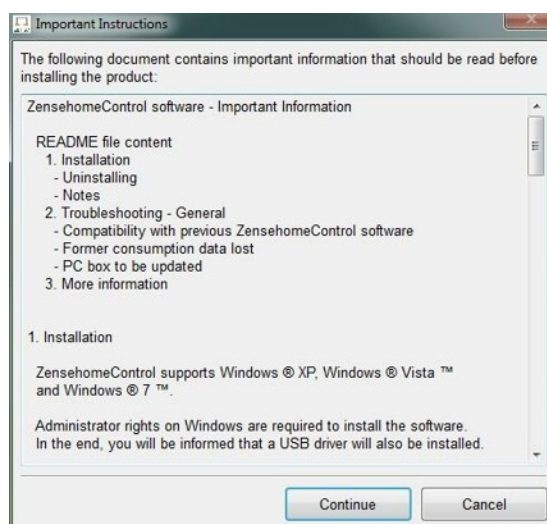 Important Instructions
The following document contains important information that should be read before
installing the product:
ZensehomeControl software - Important Information
README file content
1. Installation
- Uninstalling
- Notes
2. Troubleshooting - General
- Compatibility with previous ZensehomeControl software
- Former consumption data lost
- PC box to be updated
3. More information
1. Installation
ZensehomeControl supports Windows ® XP, Windows ® Vista ™
and Windows ® 7 ™.
Administrator rights on Windows are required to install the software.
In the end, you will be informed that a USB driver will also be installed.
Continue
Cancel